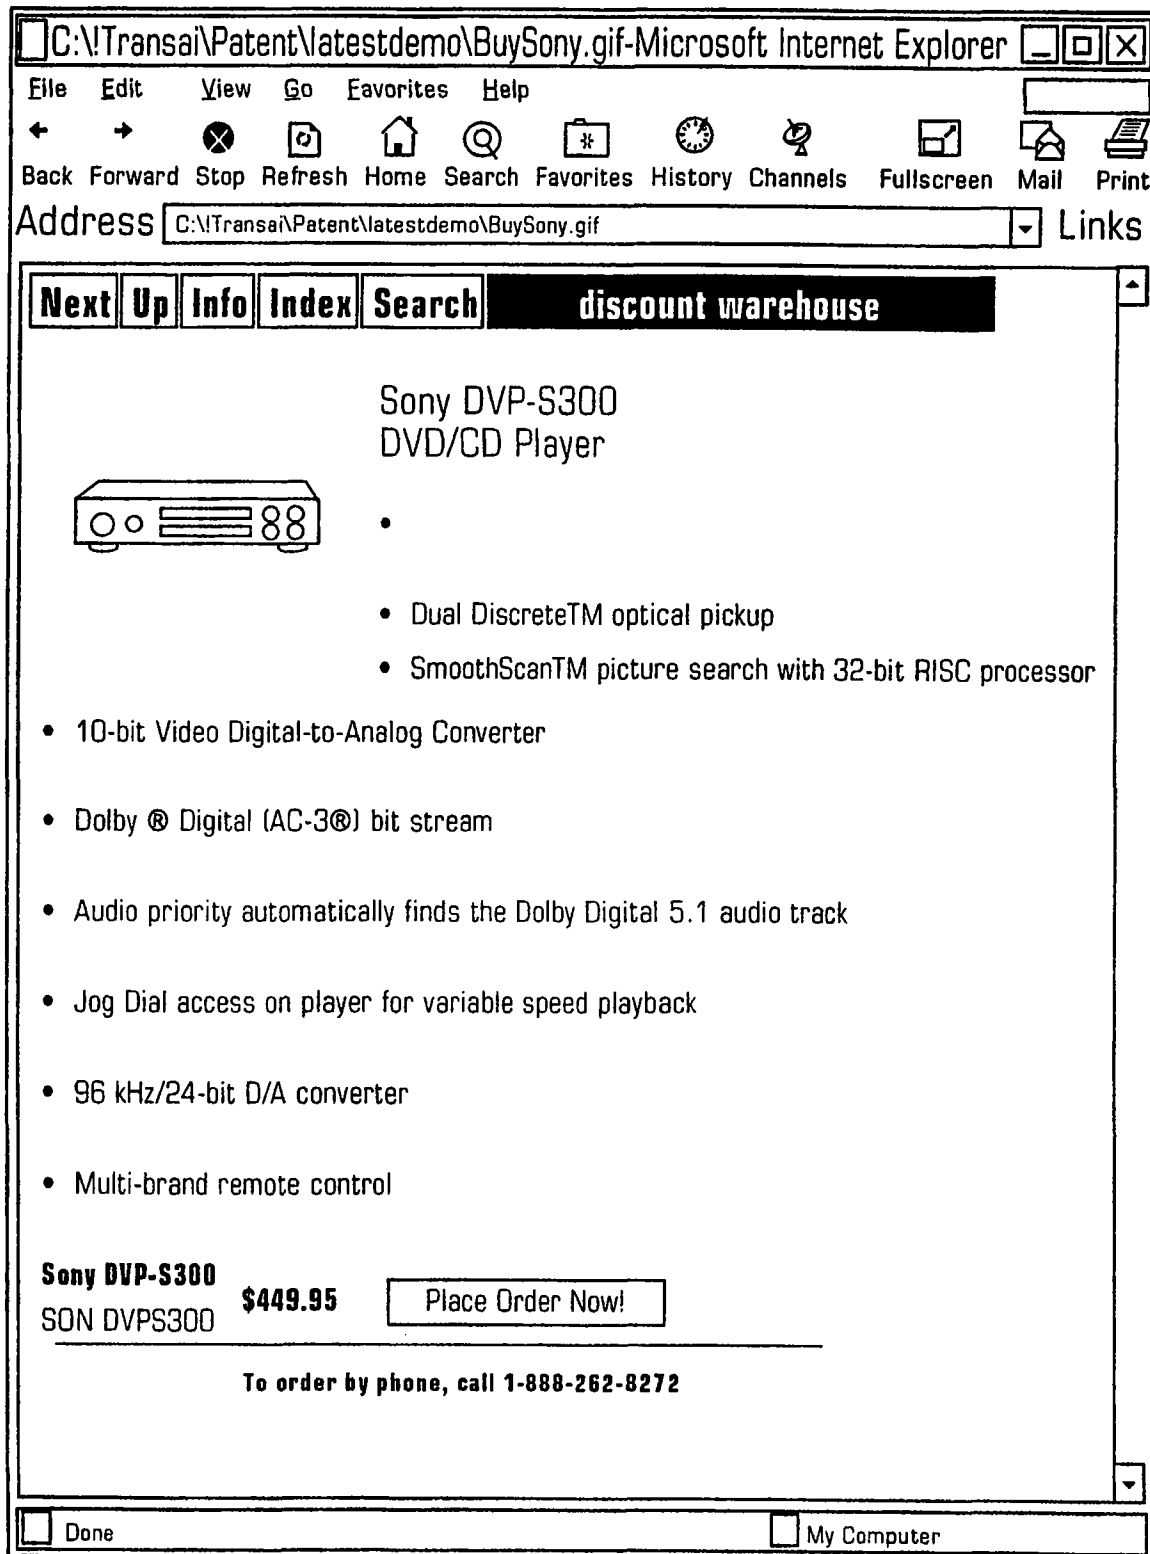 C:\!Transai\Patent\latestdemo\BuySony.gif-Microsoft Internet Explorer
File Edit View Go Favorites Help
Back Forward Stop Refresh Home Search Favorites History Channels Fullscreen Mail Print
Address C:\!Transai\Patent\latestdemo\BuySony.gif Links
Next Up Info Index Search discount warehouse
Sony DVP-S300
DVD/CD Player
•
• Dual DiscreteTM optical pickup
• SmoothScanTM picture search with 32-bit RISC processor
• 10-bit Video Digital-to-Analog Converter
• Dolby ® Digital (AC-3®) bit stream
• Audio priority automatically finds the Dolby Digital 5.1 audio track
• Jog Dial access on player for variable speed playback
• 96 kHz/24-bit D/A converter
• Multi-brand remote control
Sony DVP-S300
SON DVPS300 $449.95 Place Order Now!
To order by phone, call 1-888-262-8272
Done My Computer